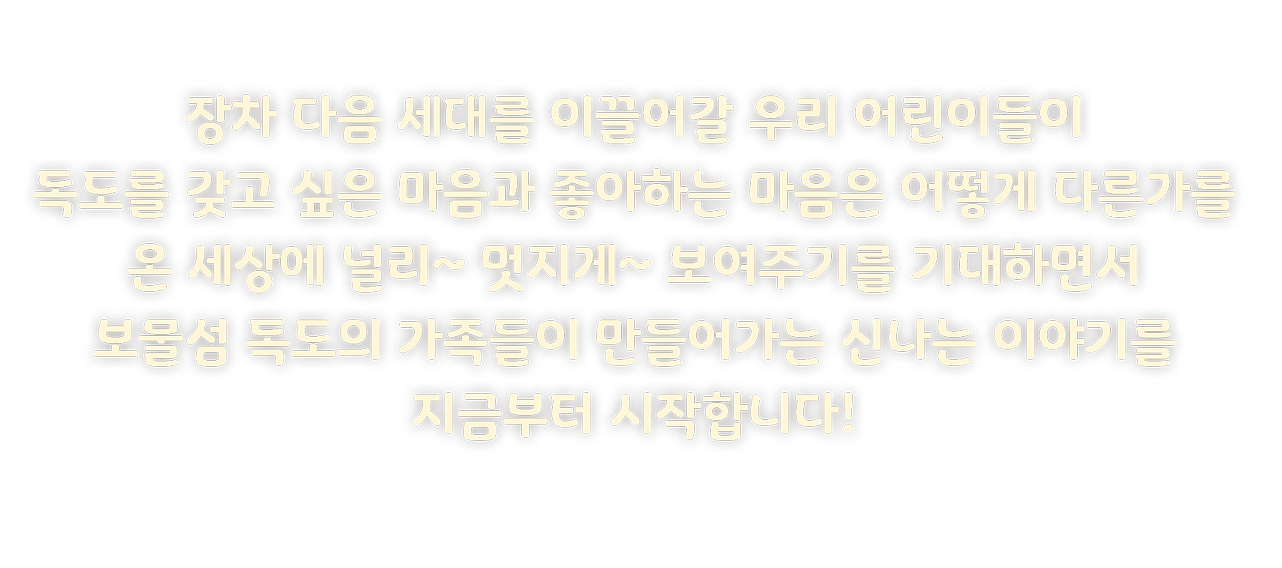 장차 다음 세대를 이끌어갈 우리 어린이들이
독도를 갖고 싶은 마음과 좋아하는 마음은 어떻게 다른가를
온 세상에 널리~ 멋지게~ 보여주기를 기대하면서
보물섬 독도의 가족들이 만들어가는 신나는 이야기를
지금부터 시작합니다!